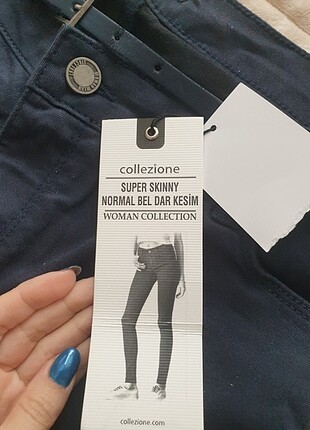 collezione
SUPER SKINNY
NORMAL BEL DAR KESİM
WOMAN COLLECTION
collezione.com